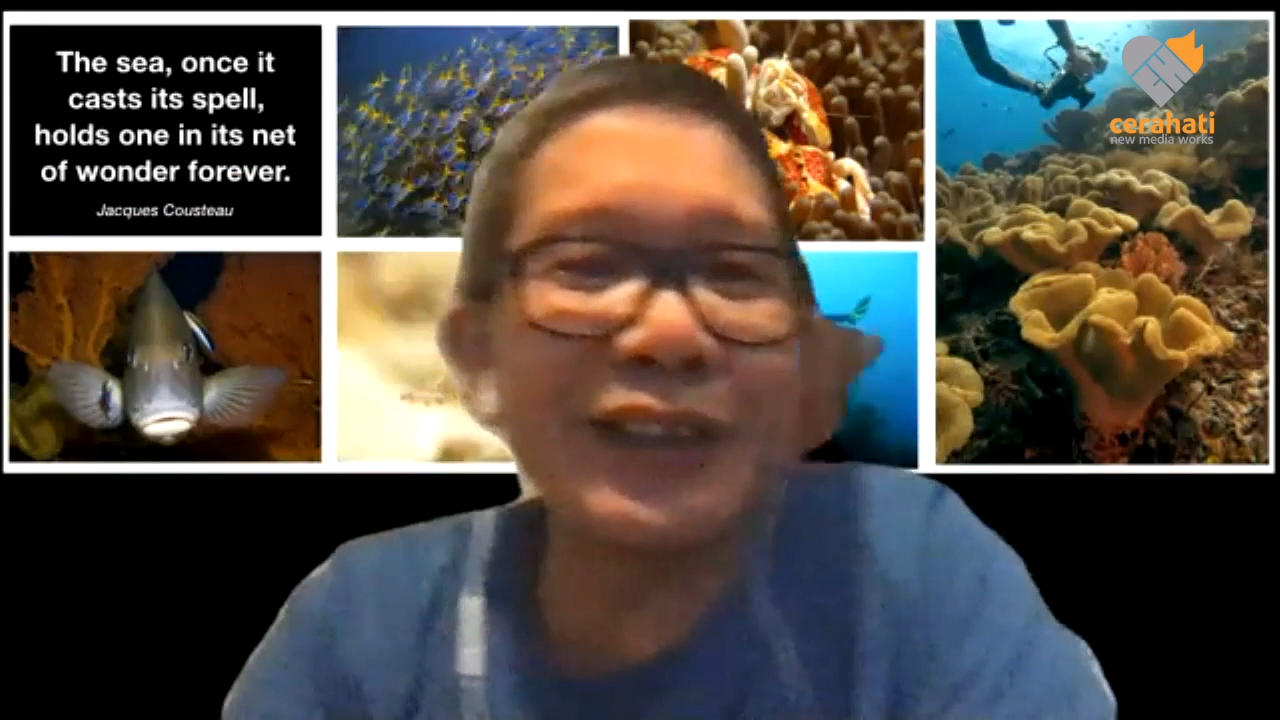 The sea, once it
casts its spell,
holds one in its net
of wonder forever.
Jacques Cousteau
cerahati
new media works